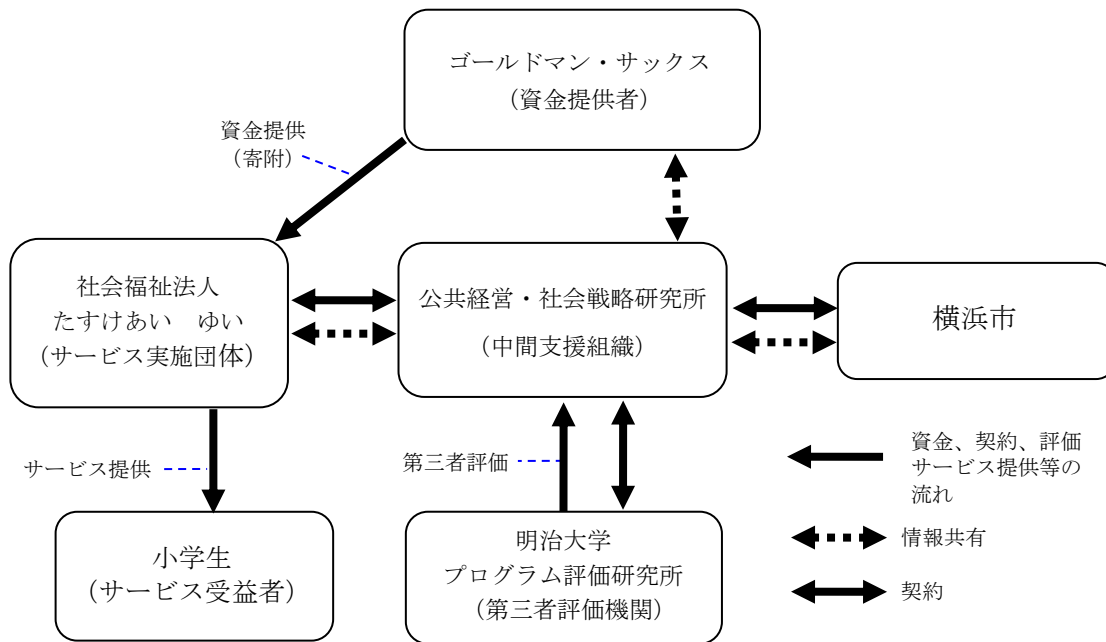 ゴールドマン・サックス
（資金提供者）
資金提供
（寄附）
社会福祉法人
たすけあい　ゆい
（サービス実施団体）
公共経営・社会戦略研究所
（中間支援組織）
横浜市
サービス提供
第三者評価
資金、契約、評価
サービス提供等の
流れ
小学生
（サービス受益者）
明治大学
プログラム評価研究所
（第三者評価機関）
情報共有
契約